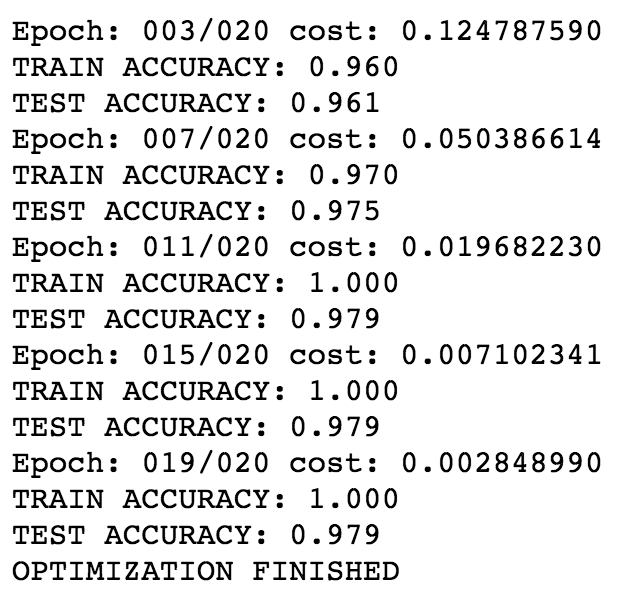 Epoch: 003/020 cost: 0.124787590
TRAIN ACCURACY: 0.960
TEST ACCURACY: 0.961
Epoch: 007/020 cost: 0.050386614
TRAIN ACCURACY: 0.970
TEST ACCURACY: 0.975
Epoch: 011/020 cost: 0.019682230
TRAIN ACCURACY: 1.000
TEST ACCURACY: 0.979
Epoch: 015/020 cost: 0.007102341
TRAIN ACCURACY: 1.000
TEST ACCURACY: 0.979
Epoch: 019/020 cost: 0.002848990
TRAIN ACCURACY: 1.000
TEST ACCURACY: 0.979
OPTIMIZATION FINISHED